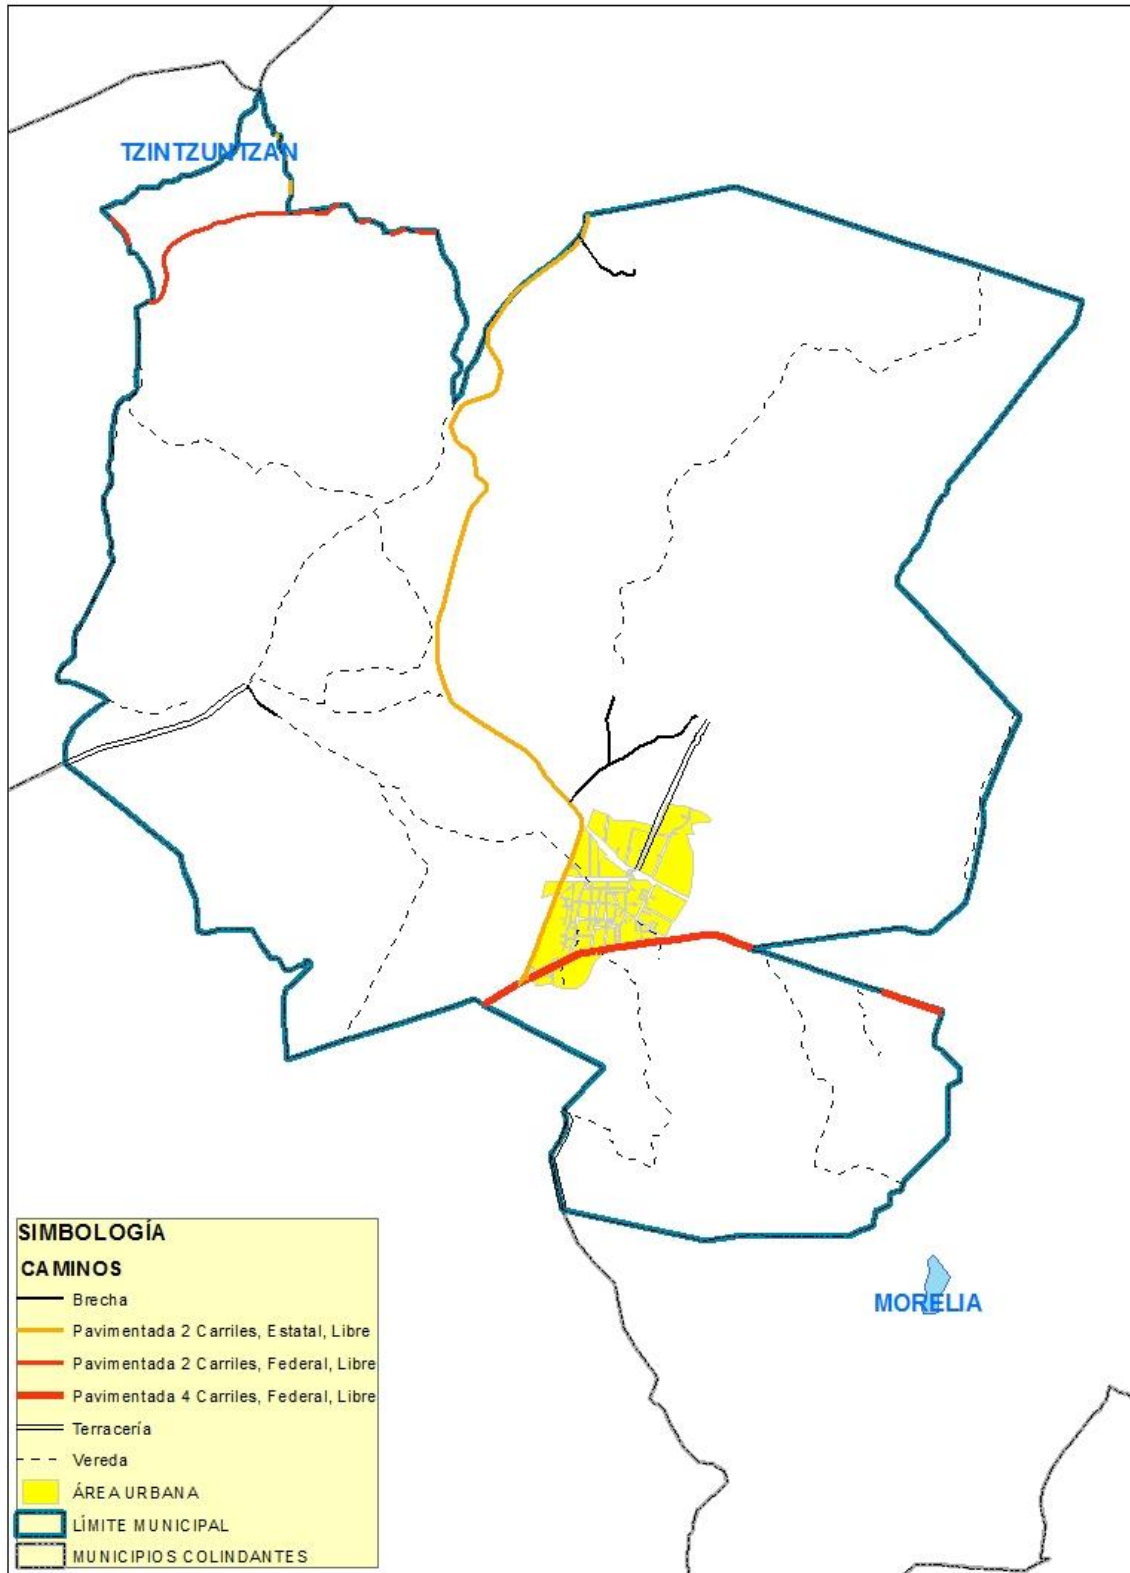 TZINTZUNTZAN
MORELIA
SIMBOLOGÍA
CAMINOS
Brecha
Pavimentada 2 Carriles, Estatal, Libre
Pavimentada 2 Carriles, Federal, Libre
Pavimentada 4 Carriles, Federal, Libre
Terracería
Vereda
ÁREA URBANA
LÍMITE MUNICIPAL
MUNICIPIOS COLINDANTES